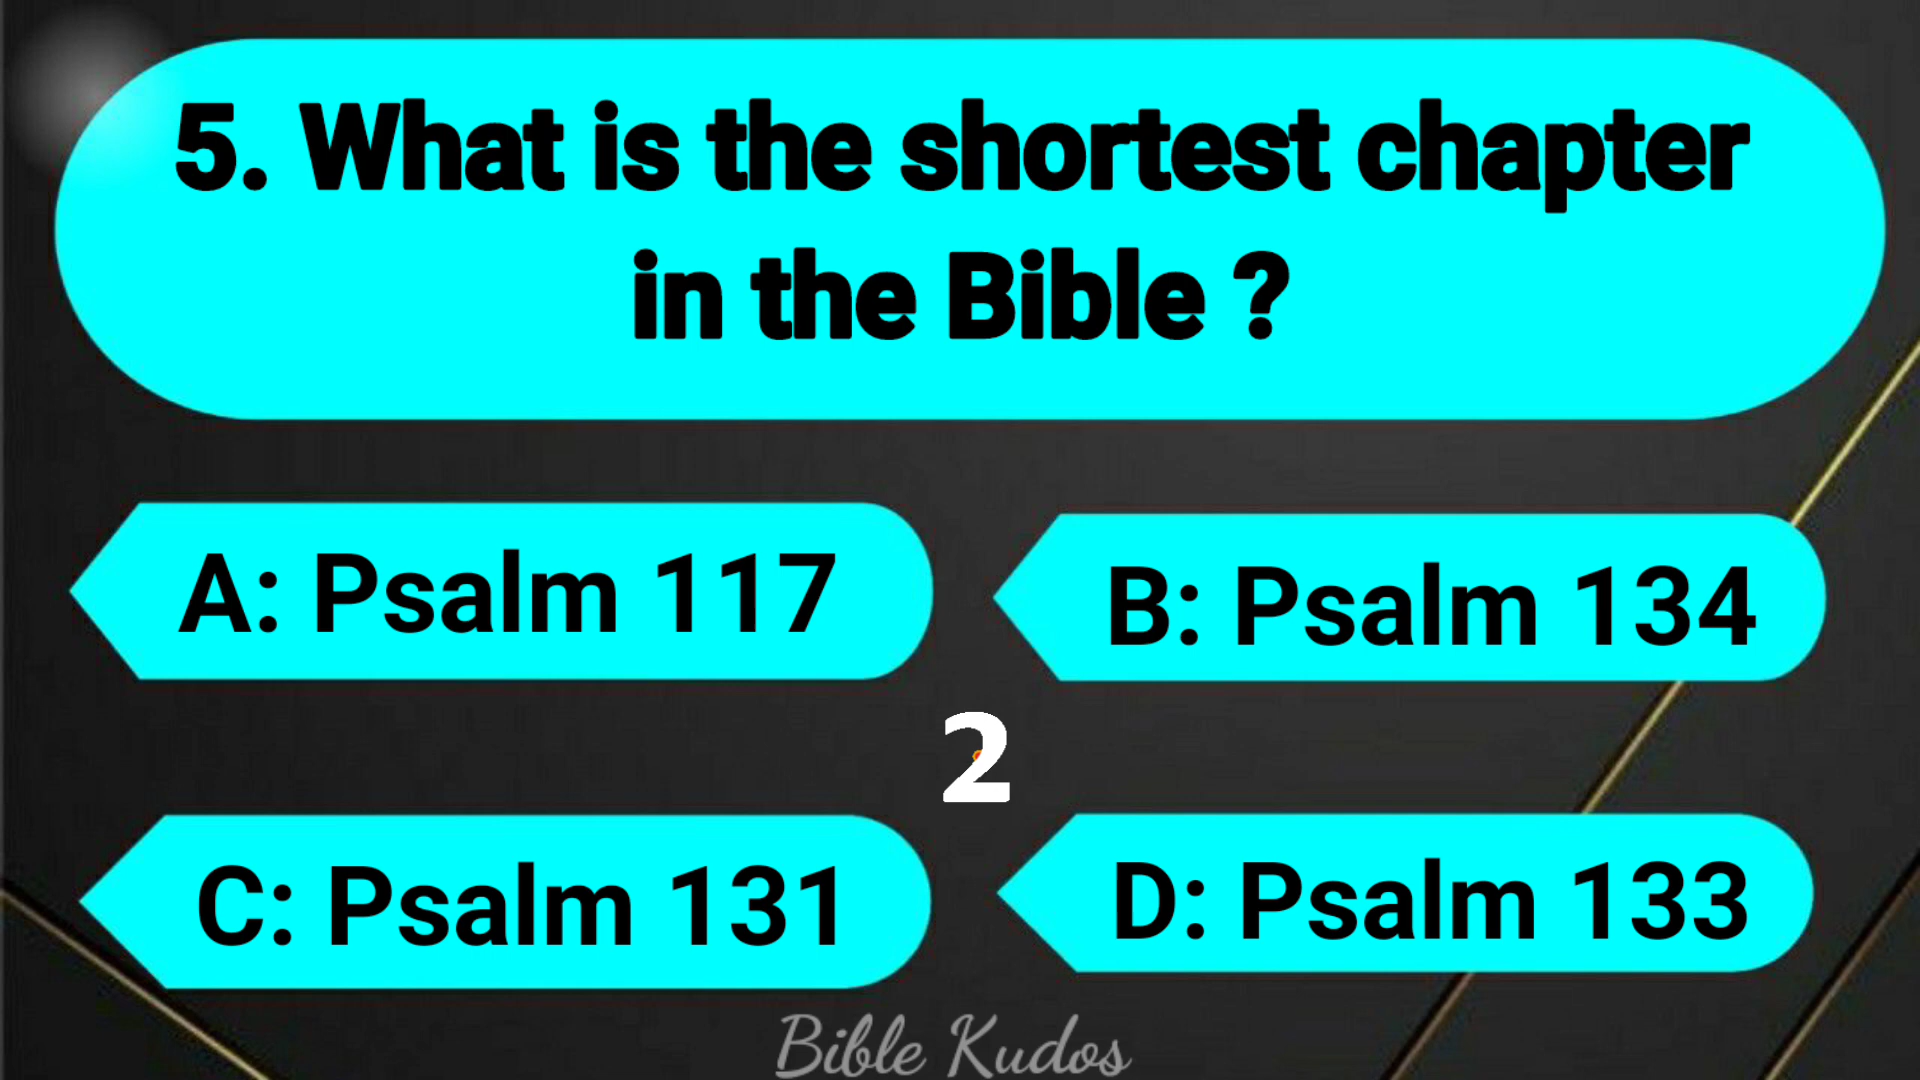 5. What is the shortest chapter
in the Bible ?
A: Psalm 117
B: Psalm 134
2
C: Psalm 131
D: Psalm 133
Bible Kudos